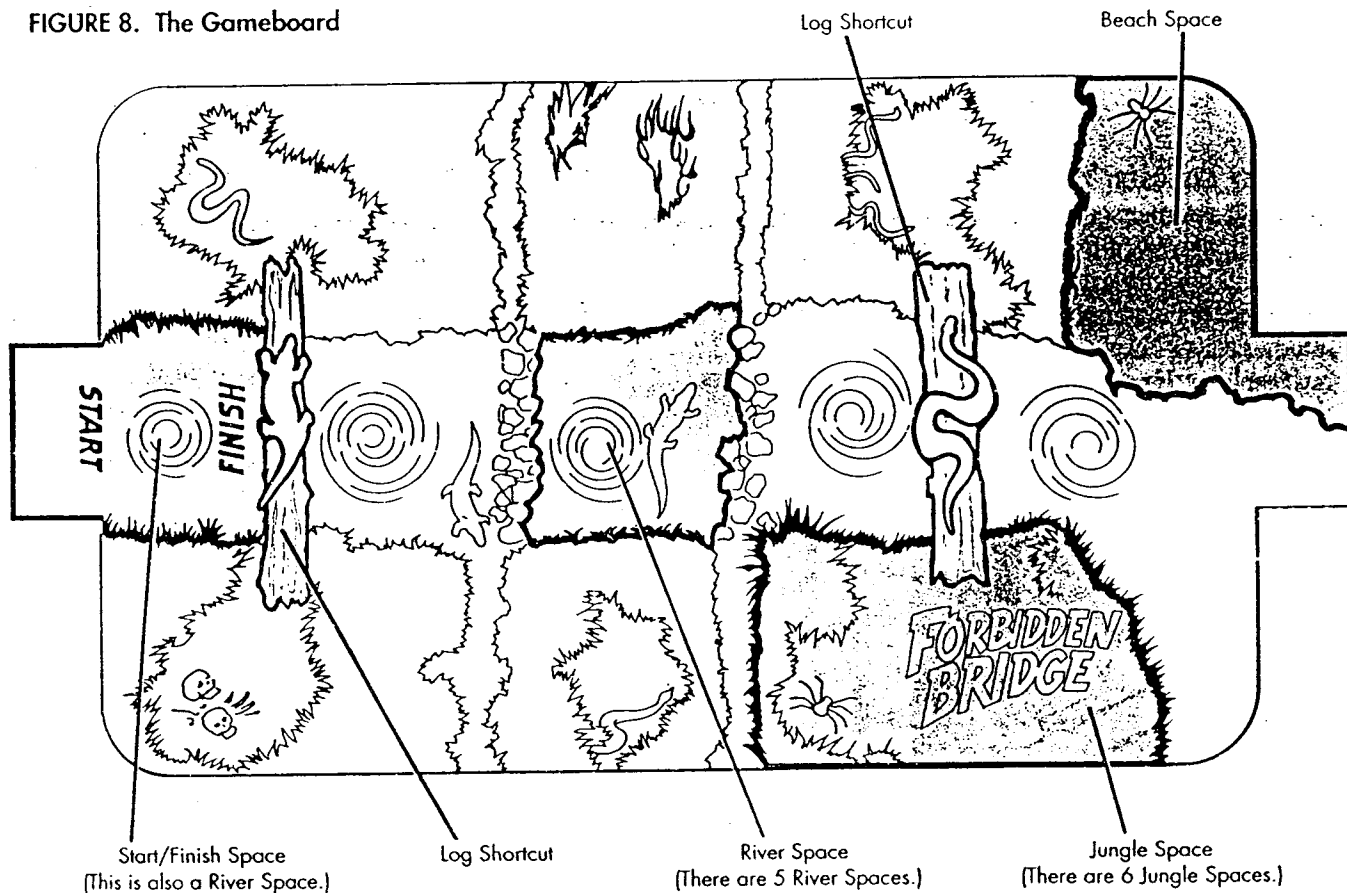 FIGURE 8. The Gameboard
Log Shortcut
Beach Space
START
FINISH
FORBIDDEN
BRIDGE
Start/Finish Space
(This is also a River Space.)
Log Shortcut
River Space
(There are 5 River Spaces.)
Jungle Space
(There are 6 Jungle Spaces.)